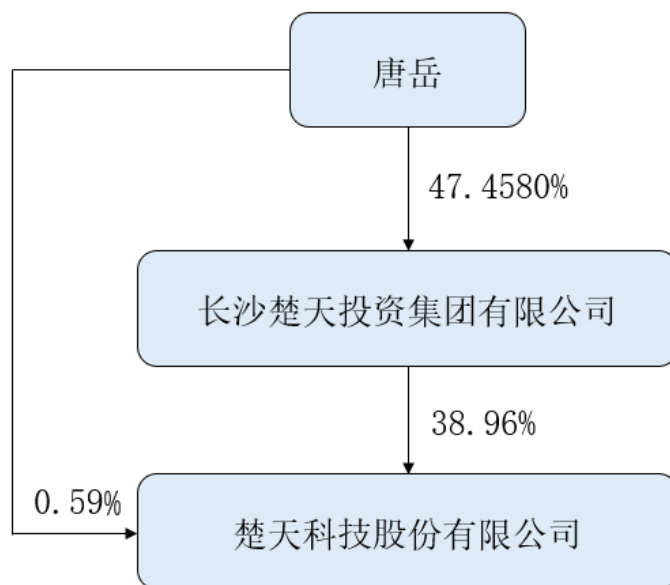 唐岳
47.4580%
长沙楚天投资集团有限公司
38.96%
0.59%
楚天科技股份有限公司